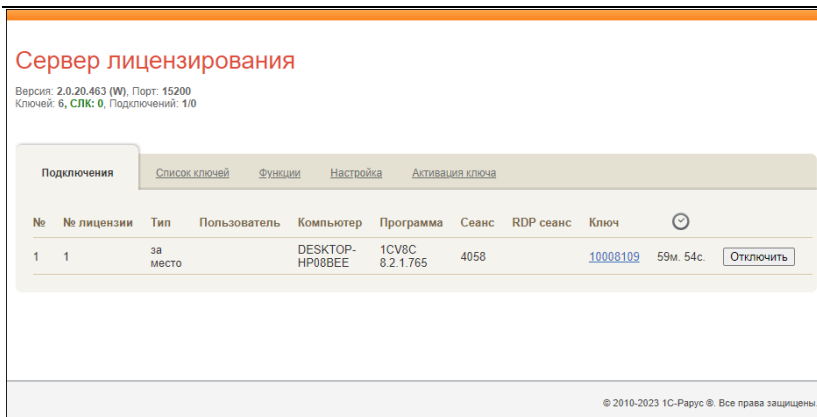 Сервер лицензирования
Версия: 2.0.20.463 (W), Порт: 15200
Ключей: 6, СЛК: 0, Подключений: 1/0
Подключения Список ключей Функции Настройка Активация ключа
№ № лицензии Тип Пользователь Компьютер Программа Сеанс RDP сеанс Ключ
1 1 за место DESKTOP-HP08BEE 1CV8C 8.2.1.765 4058 10008109 59м. 54с. Отключить
© 2010-2023 1С-Рарус ®. Все права защищены.